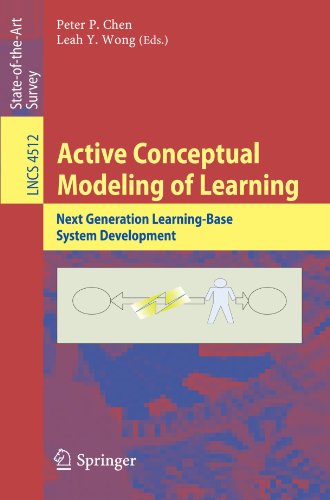 Peter P. Chen
Leah Y. Wong (Eds.)
State-of-the-Art
Survey
LNCS 4512
Active Conceptual
Modeling of Learning
Next Generation Learning-Base
System Development
Springer